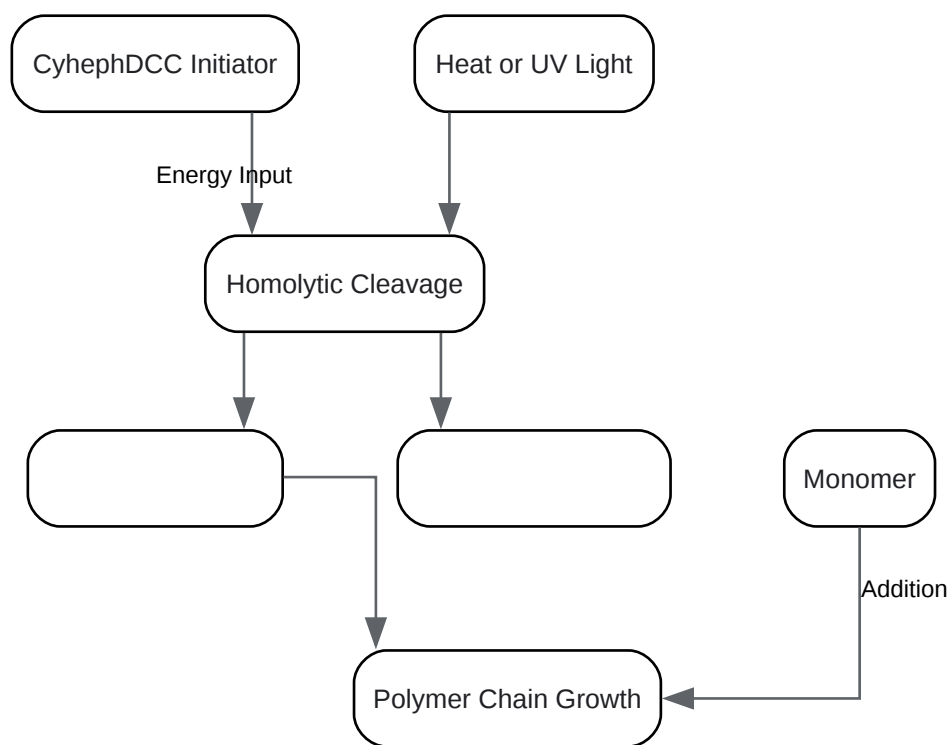 CyhephDCC Initiator
Heat or UV Light
Energy Input
Homolytic Cleavage
Monomer
Addition
Polymer Chain Growth